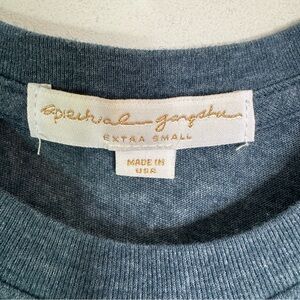 spiritual gangster
EXTRA SMALL
MADE IN
USA